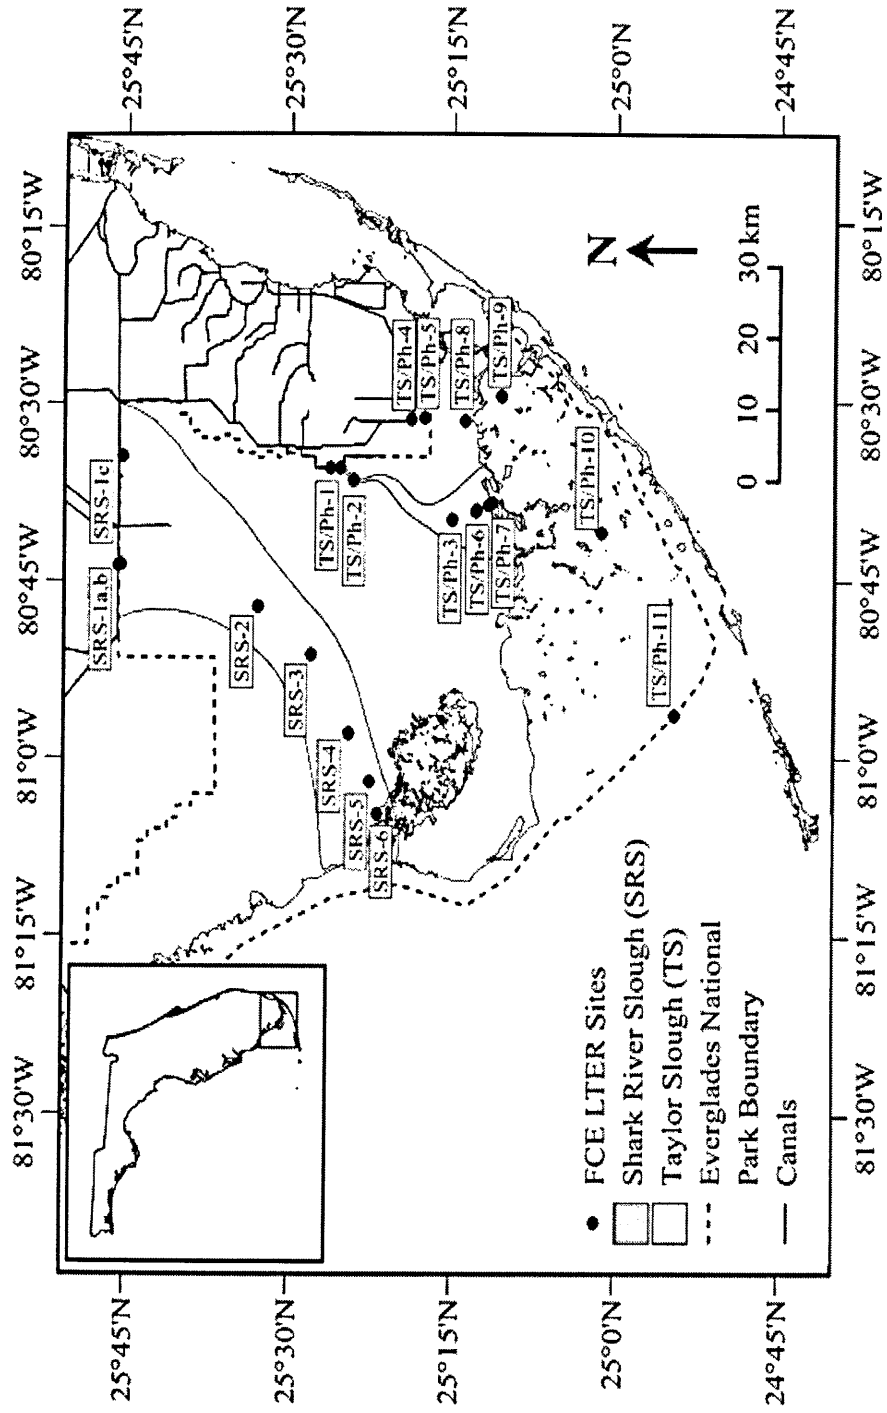 81°30'W
81°15'W
81°0'W
80°45'W
80°30'W
80°15'W
25°45'N
25°30'N
25°15'N
25°0'N
24°45'N
25°45'N
25°30'N
25°15'N
25°0'N
24°45'N
SRS-1a,b
SRS-1c
SRS-2
SRS-3
SRS-4
SRS-5
SRS-6
TS/Ph-1
TS/Ph-2
TS/Ph-3
TS/Ph-6
TS/Ph-7
TS/Ph-4
TS/Ph-5
TS/Ph-8
TS/Ph-9
TS/Ph-10
TS/Ph-11
N
0 10 20 30 km
FCE LTER Sites
Shark River Slough (SRS)
Taylor Slough (TS)
Everglades National
Park Boundary
Canals
81°30'W
81°15'W
81°0'W
80°45'W
80°30'W
80°15'W